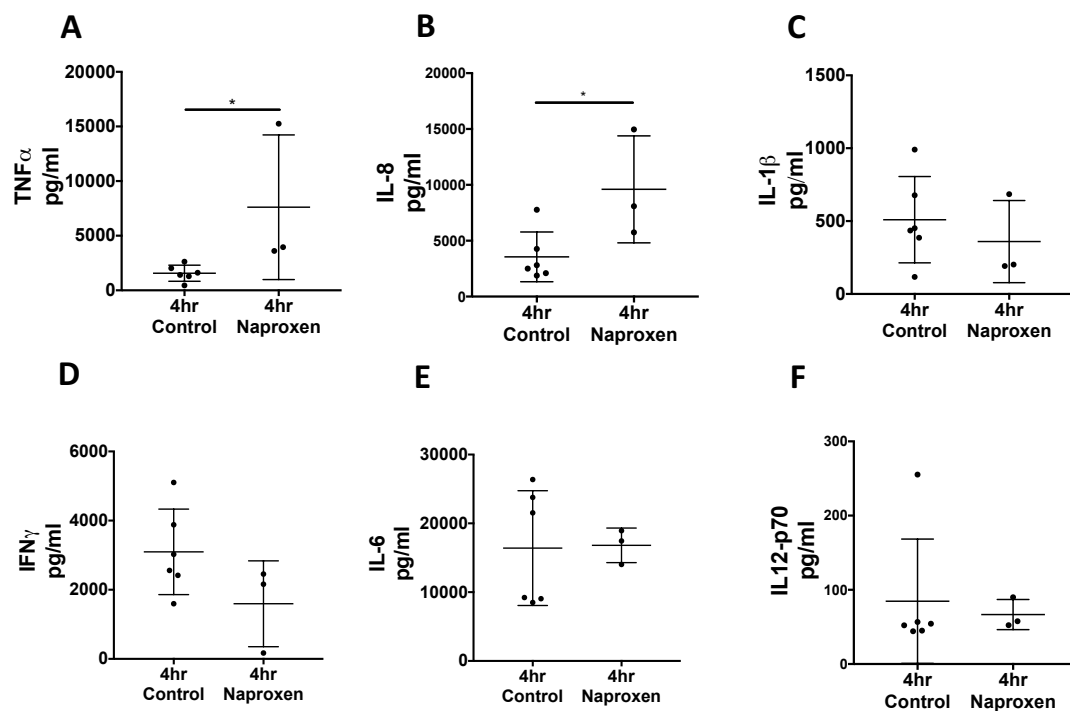 A
TNFα
pg/ml
20000
15000
10000
5000
0
*
4hr
Control
4hr
Naproxen
B
IL-8
pg/ml
20000
15000
10000
5000
0
*
4hr
Control
4hr
Naproxen
C
IL-1β
pg/ml
1500
1000
500
0
4hr
Control
4hr
Naproxen
D
IFNγ
pg/ml
6000
4000
2000
0
4hr
Control
4hr
Naproxen
E
IL-6
pg/ml
30000
20000
10000
0
4hr
Control
4hr
Naproxen
F
IL12-p70
pg/ml
300
200
100
0
4hr
Control
4hr
Naproxen